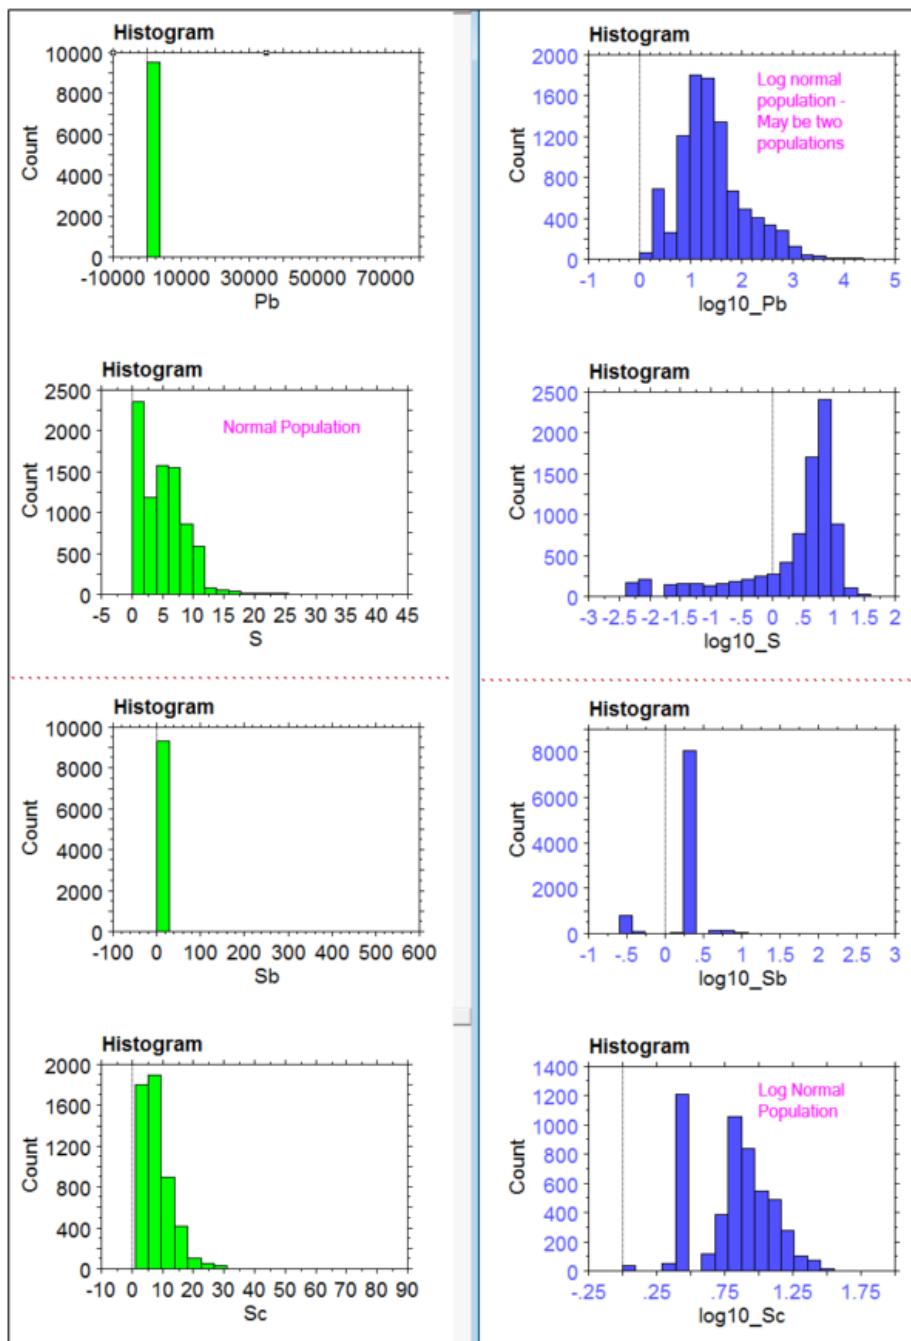 Histogram
10000
8000
6000
4000
2000
0
Count
-10000 10000 30000 50000 70000
Pb
Histogram
2000
1600
1200
800
400
0
Count
Log normal
population -
May be two
populations
-1 0 1 2 3 4 5
log10_Pb
Histogram
2500
2000
1500
1000
500
0
Count
Normal Population
-5 0 5 10 15 20 25 30 35 40 45
S
Histogram
2500
2000
1500
1000
500
0
Count
-3 -2.5 -2 -1.5 -1 -.5 0 .5 1 1.5 2
log10_S
Histogram
10000
8000
6000
4000
2000
0
Count
-100 0 100 200 300 400 500 600
Sb
Histogram
8000
6000
4000
2000
0
Count
-1 -.5 0 .5 1 1.5 2 2.5 3
log10_Sb
Histogram
2000
1600
1200
800
400
0
Count
-10 0 10 20 30 40 50 60 70 80 90
Sc
Histogram
1400
1200
1000
800
600
400
200
0
Count
Log Normal
Population
-.25 .25 .75 1.25 1.75
log10_Sc